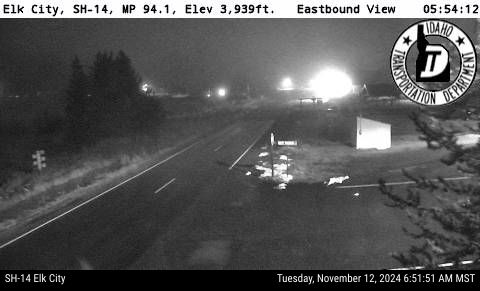 Elk City, SH-14, MP 94.1, Elev 3,939ft. Eastbound View 05:54:12
IDAHO
TRANSPORTATION DEPARTMENT
SH-14 Elk City Tuesday, November 12, 2024 6:51:51 AM MST